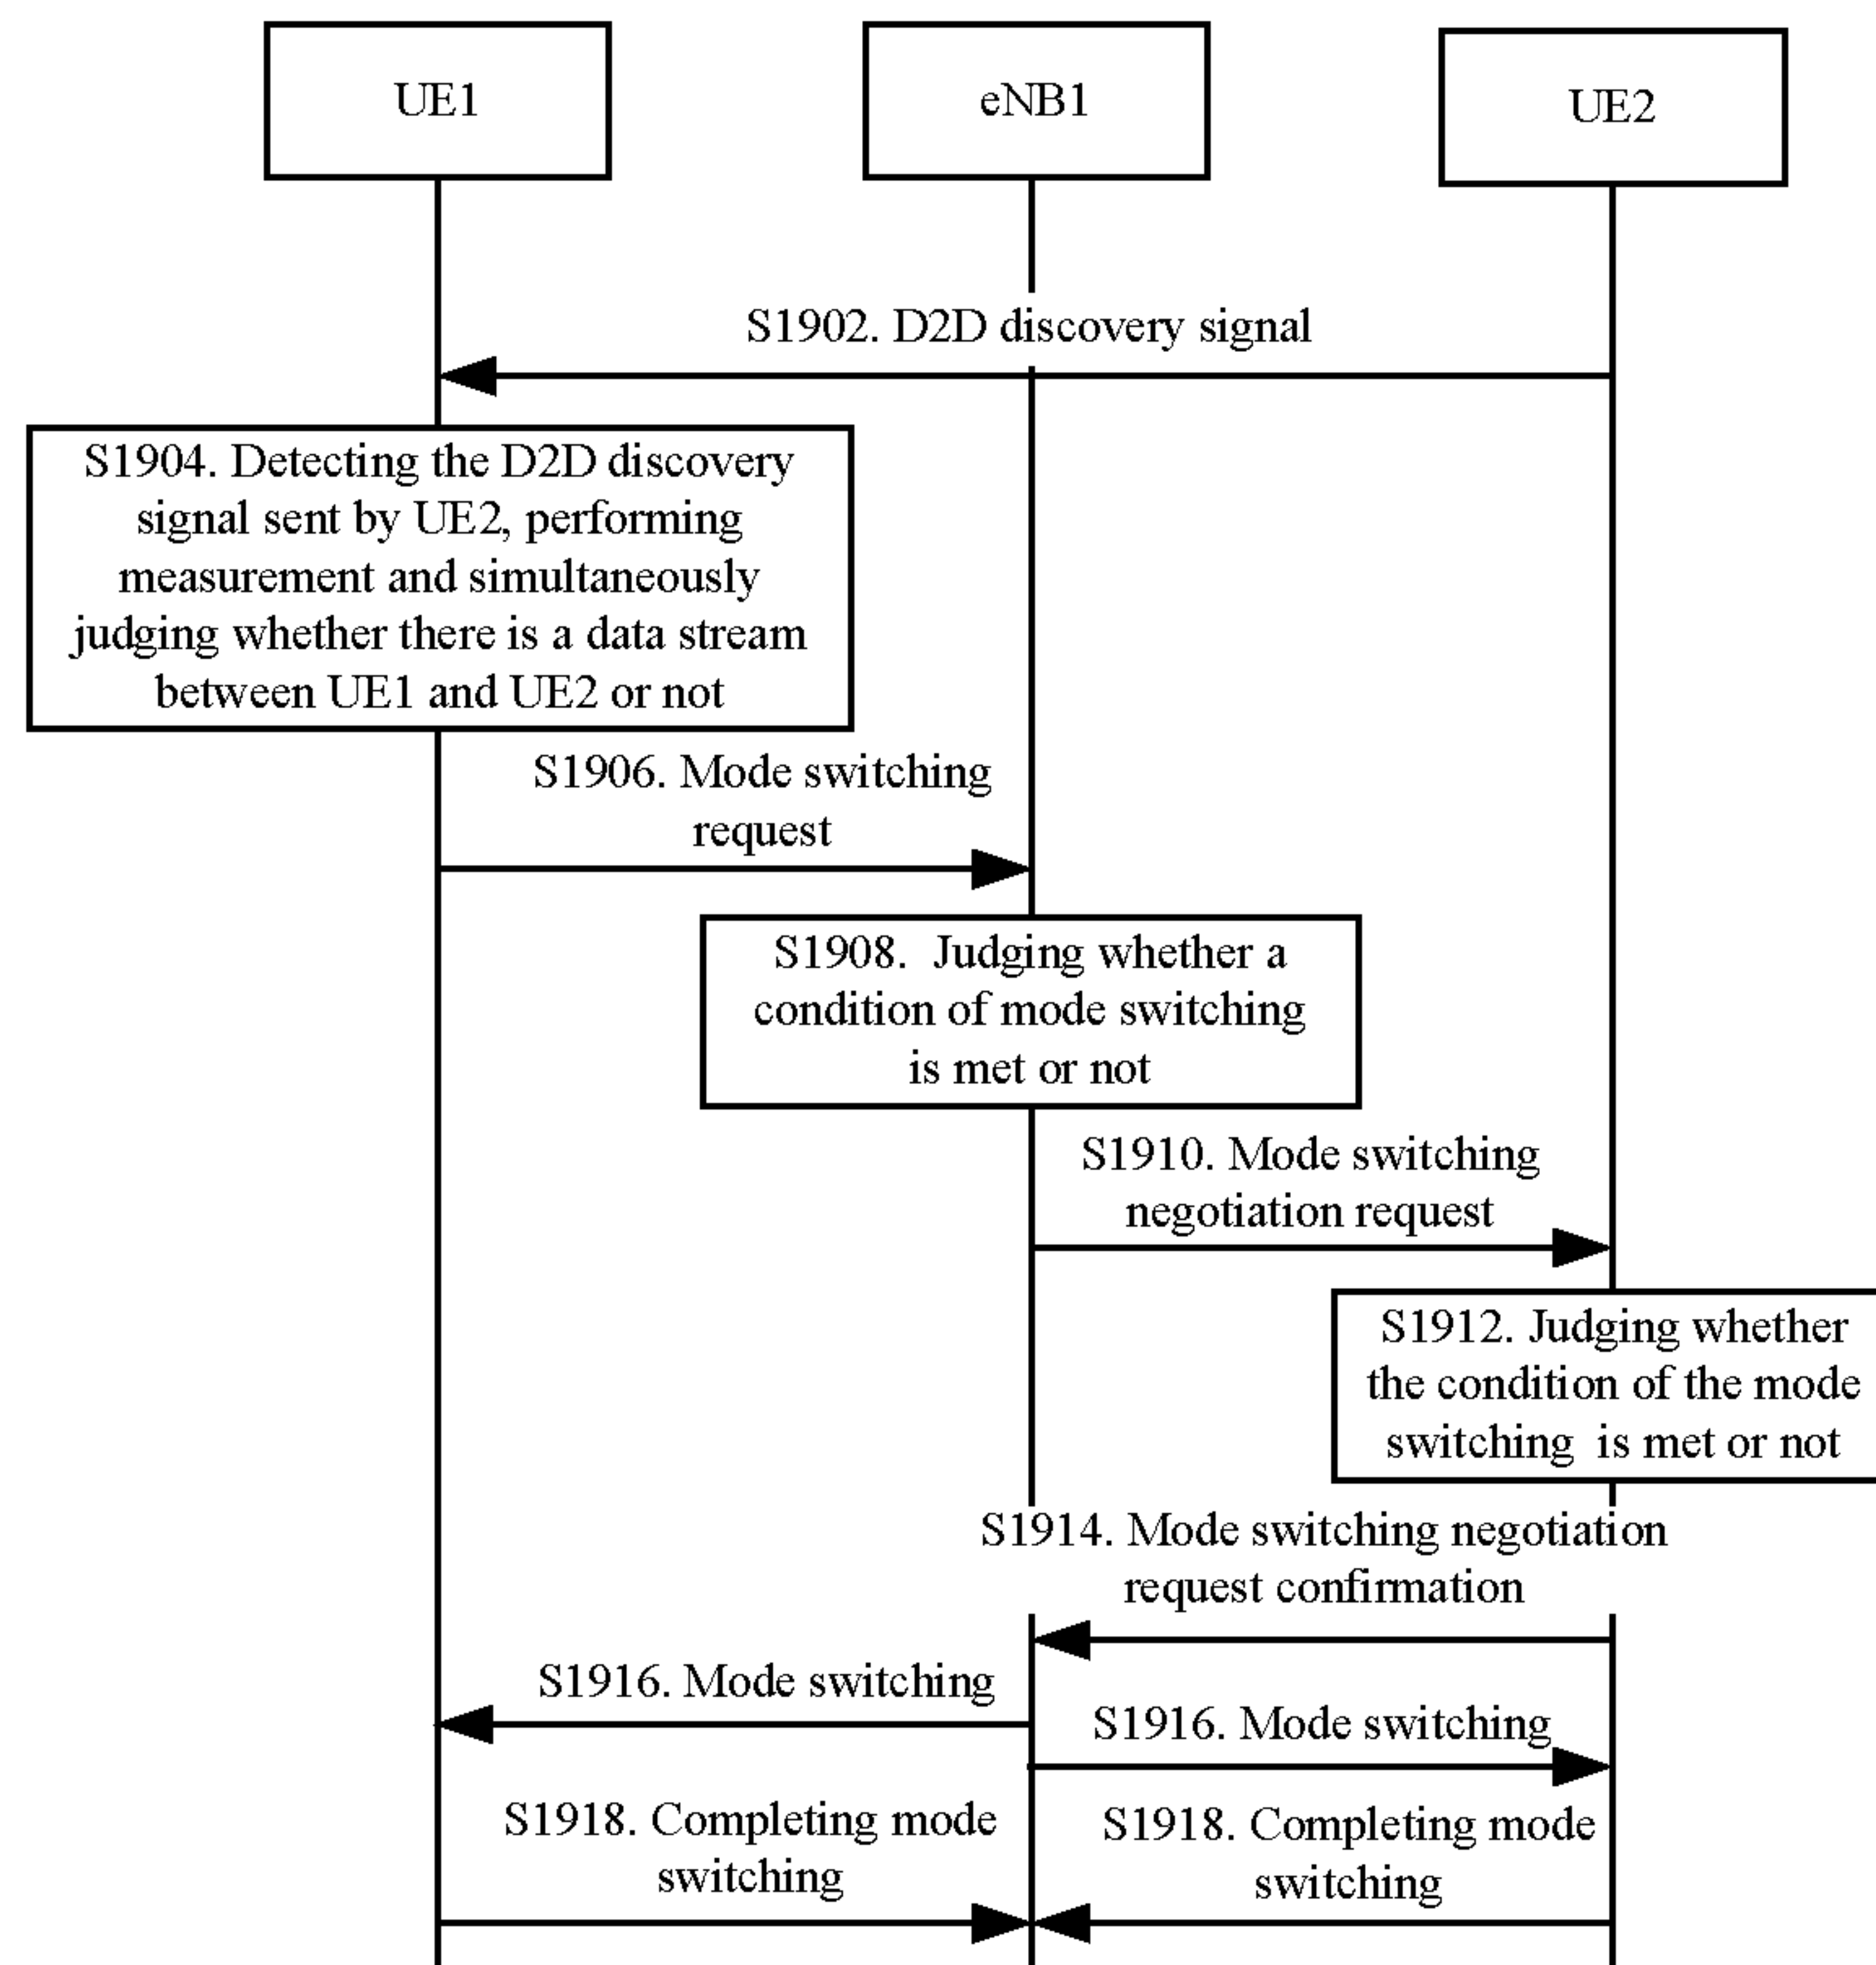 UE1
eNB1
UE2
S1902. D2D discovery signal
S1904. Detecting the D2D discovery
signal sent by UE2, performing
measurement and simultaneously
judging whether there is a data stream
between UE1 and UE2 or not
S1906. Mode switching
request
S1908. Judging whether a
condition of mode switching
is met or not
S1910. Mode switching
negotiation request
S1912. Judging whether
the condition of the mode
switching is met or not
S1914. Mode switching negotiation
request confirmation
S1916. Mode switching
S1916. Mode switching
S1918. Completing mode
switching
S1918. Completing mode
switching